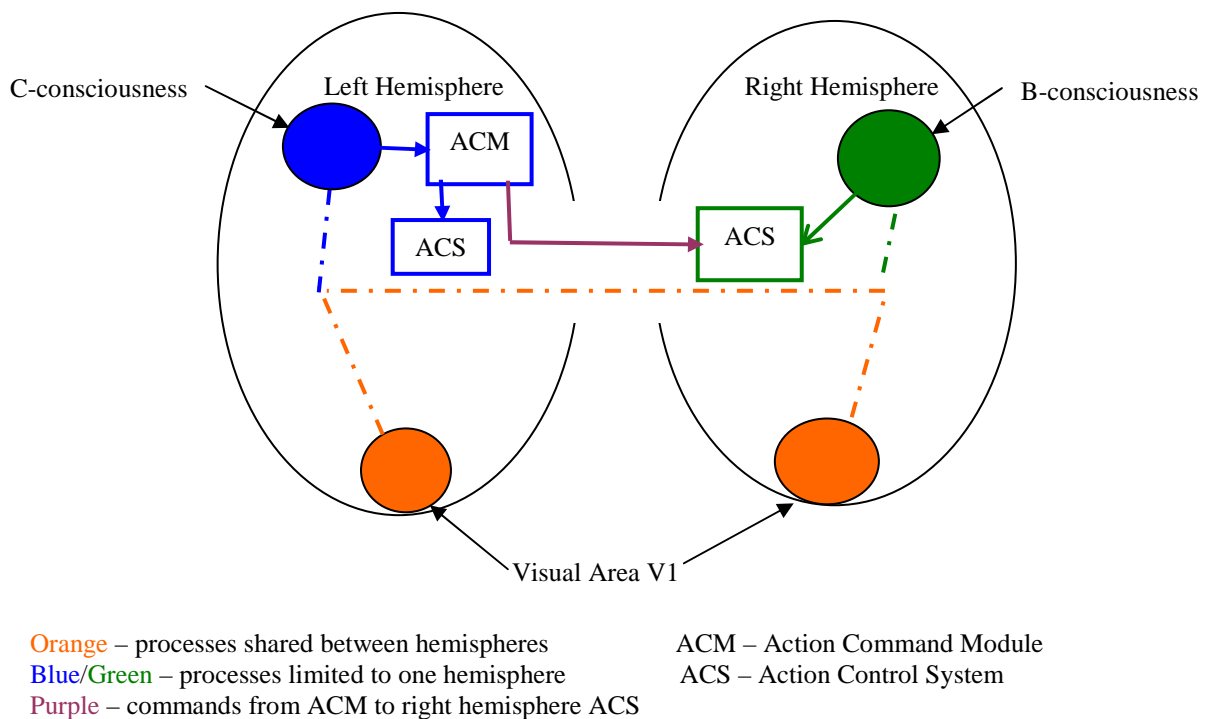 Left Hemisphere
Right Hemisphere
C-consciousness
B-consciousness
ACM
ACS
ACS
Visual Area V1
Orange – processes shared between hemispheres
ACM – Action Command Module
Blue/Green – processes limited to one hemisphere
ACS – Action Control System
Purple – commands from ACM to right hemisphere ACS